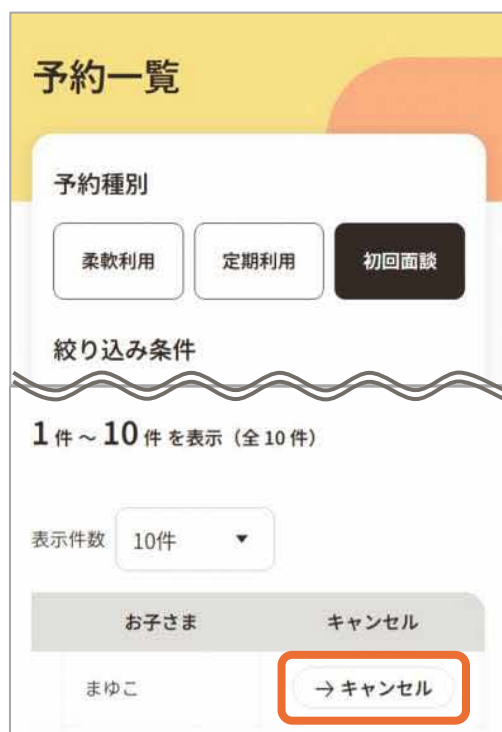 予約一覧
予約種別
柔軟利用 定期利用 初回面談
絞り込み条件
1件～10件を表示（全10件）
表示件数 10件
お子さま キャンセル
まゆこ →キャンセル